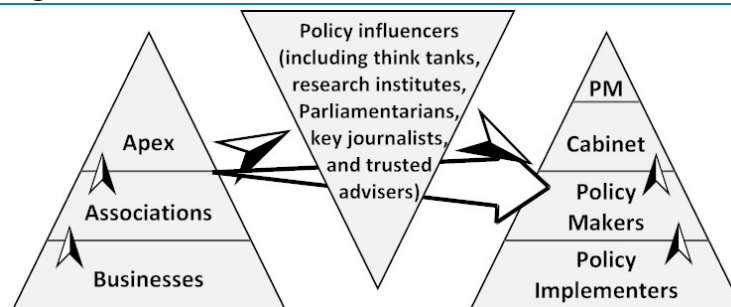 Apex
Associations
Businesses
Policy influencers
(including think tanks,
research institutes,
Parliamentarians,
key journalists,
and trusted
advisers)
PM
Cabinet
Policy
Makers
Policy
Implementers